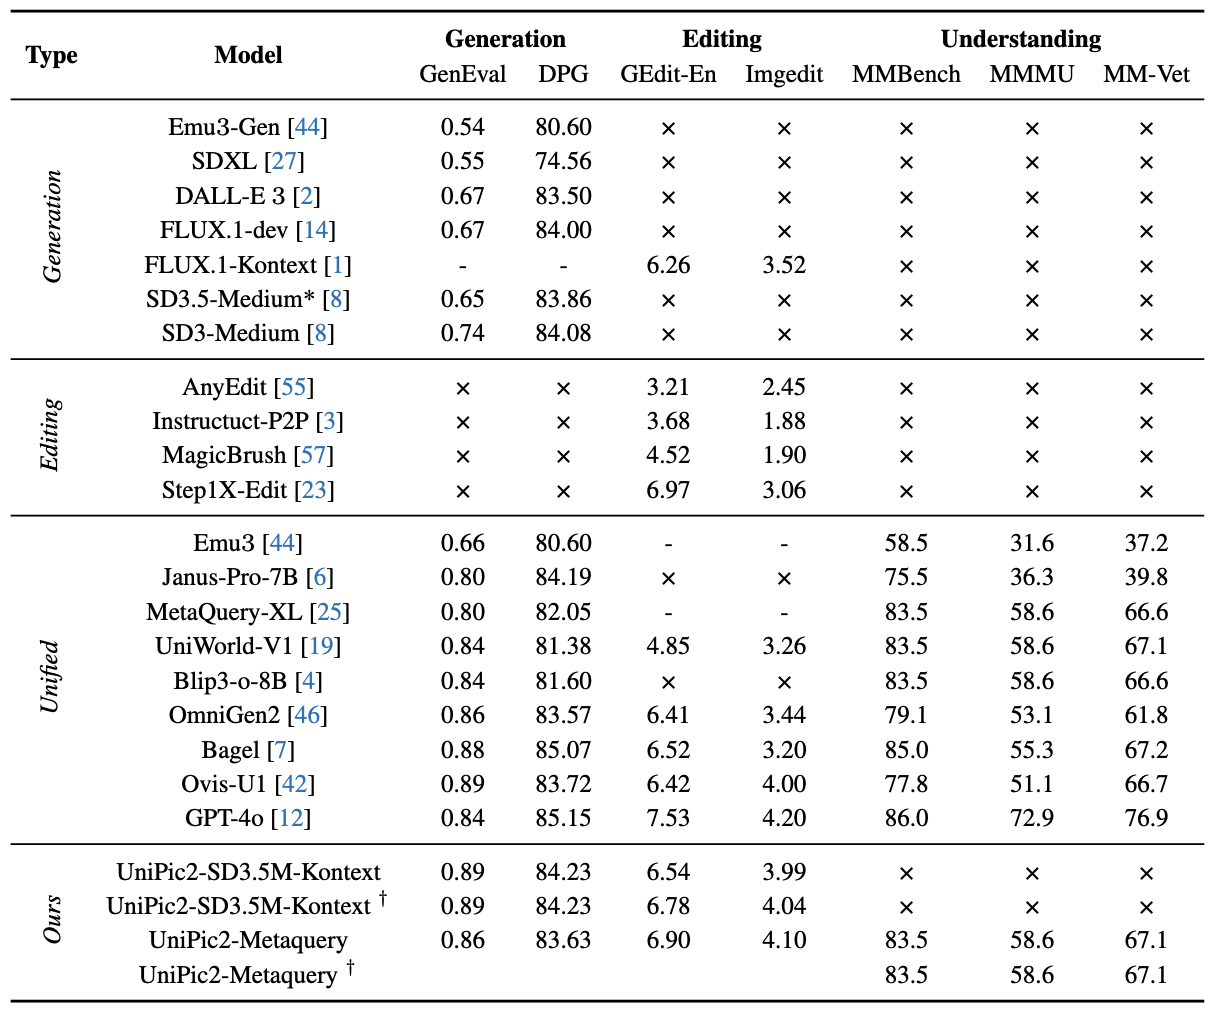 Type Model Generation Editing Understanding
GenEval DPG GEdit-En Imgedit MMBench MMMU MM-Vet
Generation
Emu3-Gen [44] 0.54 80.60 × × × × ×
SDXL [27] 0.55 74.56 × × × × ×
DALL-E 3 [2] 0.67 83.50 × × × × ×
FLUX.1-dev [14] 0.67 84.00 × × × × ×
FLUX.1-Kontext [1] - - 6.26 3.52 × × ×
SD3.5-Medium* [8] 0.65 83.86 × × × × ×
SD3-Medium [8] 0.74 84.08 × × × × ×
Editing
AnyEdit [55] × × 3.21 2.45 × × ×
Instructuct-P2P [3] × × 3.68 1.88 × × ×
MagicBrush [57] × × 4.52 1.90 × × ×
Step1X-Edit [23] × × 6.97 3.06 × × ×
Unified
Emu3 [44] 0.66 80.60 - - 58.5 31.6 37.2
Janus-Pro-7B [6] 0.80 84.19 × × 75.5 36.3 39.8
MetaQuery-XL [25] 0.80 82.05 - - 83.5 58.6 66.6
UniWorld-V1 [19] 0.84 81.38 4.85 3.26 83.5 58.6 67.1
Blip3-o-8B [4] 0.84 81.60 × × 83.5 58.6 66.6
OmniGen2 [46] 0.86 83.57 6.41 3.44 79.1 53.1 61.8
Bagel [7] 0.88 85.07 6.52 3.20 85.0 55.3 67.2
Ovis-U1 [42] 0.89 83.72 6.42 4.00 77.8 51.1 66.7
GPT-4o [12] 0.84 85.15 7.53 4.20 86.0 72.9 76.9
Ours
UniPic2-SD3.5M-Kontext 0.89 84.23 6.54 3.99 × × ×
UniPic2-SD3.5M-Kontext † 0.89 84.23 6.78 4.04 × × ×
UniPic2-Metaquery 0.86 83.63 6.90 4.10 83.5 58.6 67.1
UniPic2-Metaquery † 83.5 58.6 67.1